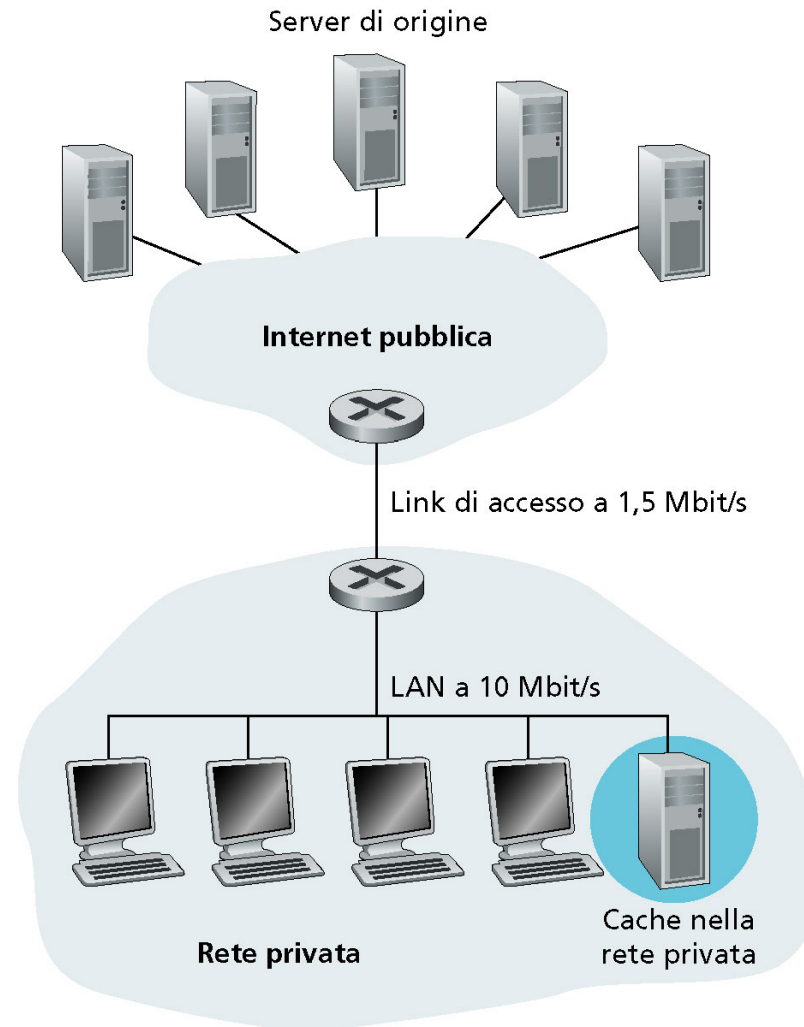 Server di origine
Internet pubblica
Link di accesso a 1,5 Mbit/s
LAN a 10 Mbit/s
Cache nella
rete privata
Rete privata